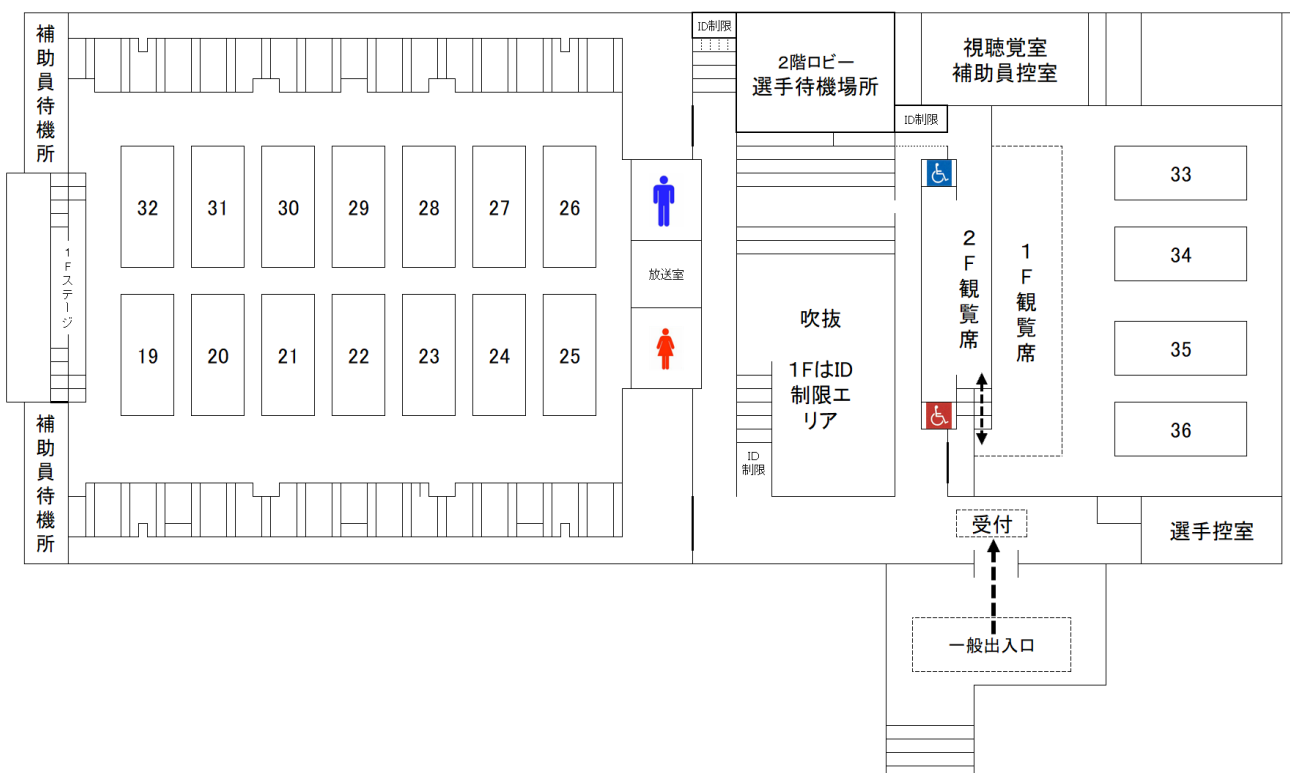 補助員待機所
ID制限
2階ロビー
選手待機場所
視聴覚室
補助員控室
ID制限
32
31
30
29
28
27
26
33
34
1Fステージ
放送室
2F観覧席
1F観覧席
19
20
21
22
23
24
25
吹抜
1FはID
制限エ
リア
35
36
補助員待機所
ID
制限
受付
選手控室
一般出入口